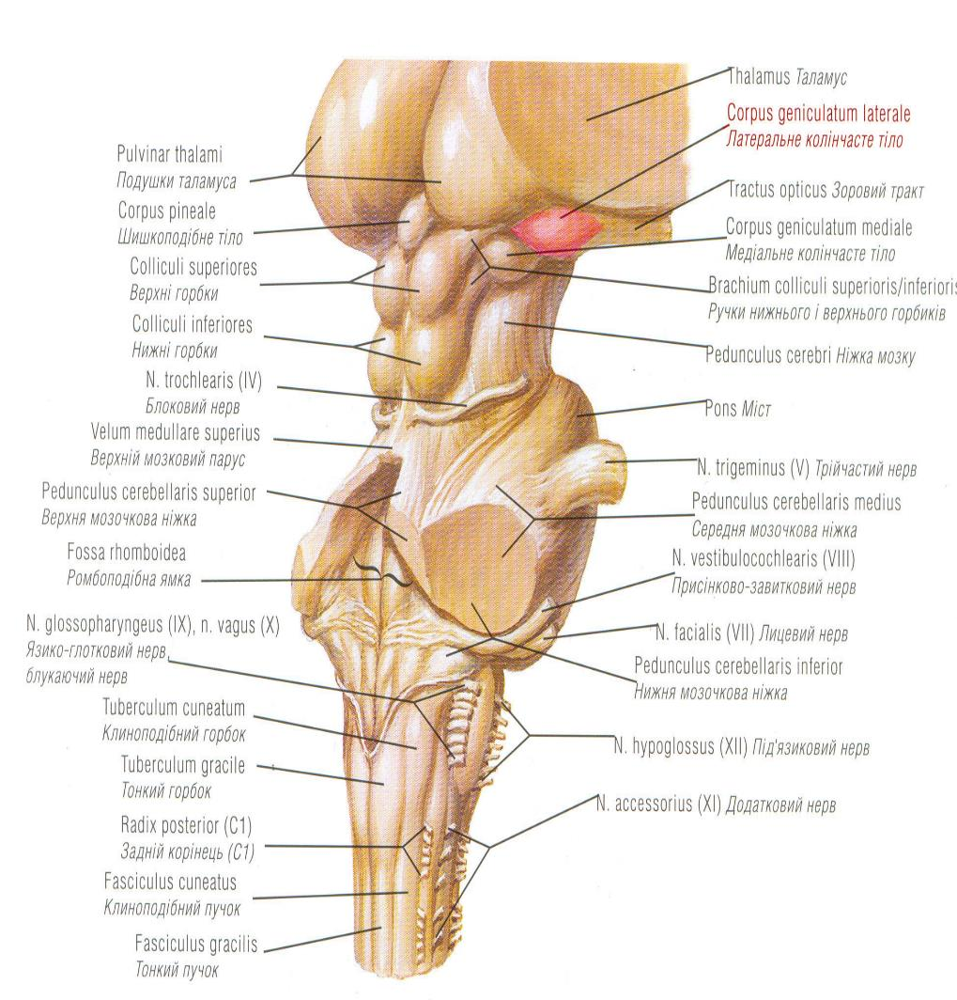 Thalamus Таламус
Corpus geniculatum laterale
Латеральне колінчасте тіло
Pulvinar thalami
Подушки таламуса
Tractus opticus Зоровий тракт
Corpus pineale
Шишкоподібне тіло
Corpus geniculatum mediale
Медіальне колінчасте тіло
Colliculi superiores
Верхні горбки
Brachium colliculi superioris/inferioris
Ручки нижнього і верхнього горбиків
Colliculi inferiores
Нижні горбки
Pedunculus cerebri Ніжка мозку
N. trochlearis (IV)
Блоковий нерв
Pons Міст
Velum medullare superius
Верхній мозковий парус
N. trigeminus (V) Трійчастий нерв
Pedunculus cerebellaris superior
Верхня мозочкова ніжка
Pedunculus cerebellaris medius
Середня мозочкова ніжка
Fossa rhomboidea
Ромбоподібна ямка
N. vestibulocochlearis (VIII)
Присінково-завитковий нерв
N. glossopharyngeus (IX), n. vagus (X)
Язико-глотковий нерв,
блукаючий нерв
N. facialis (VII) Лицевий нерв
Pedunculus cerebellaris inferior
Нижня мозочкова ніжка
Tuberculum cuneatum
Клиноподібний горбок
N. hypoglossus (XII) Під'язиковий нерв
Tuberculum gracile
Тонкий горбок
N. accessorius (XI) Додатковий нерв
Radix posterior (C1)
Задній корінець (C1)
Fasciculus cuneatus
Клиноподібний пучок
Fasciculus gracilis
Тонкий пучок